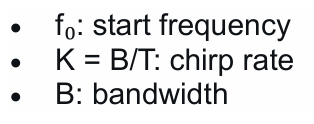 • f₀: start frequency
• K = B/T: chirp rate
• B: bandwidth